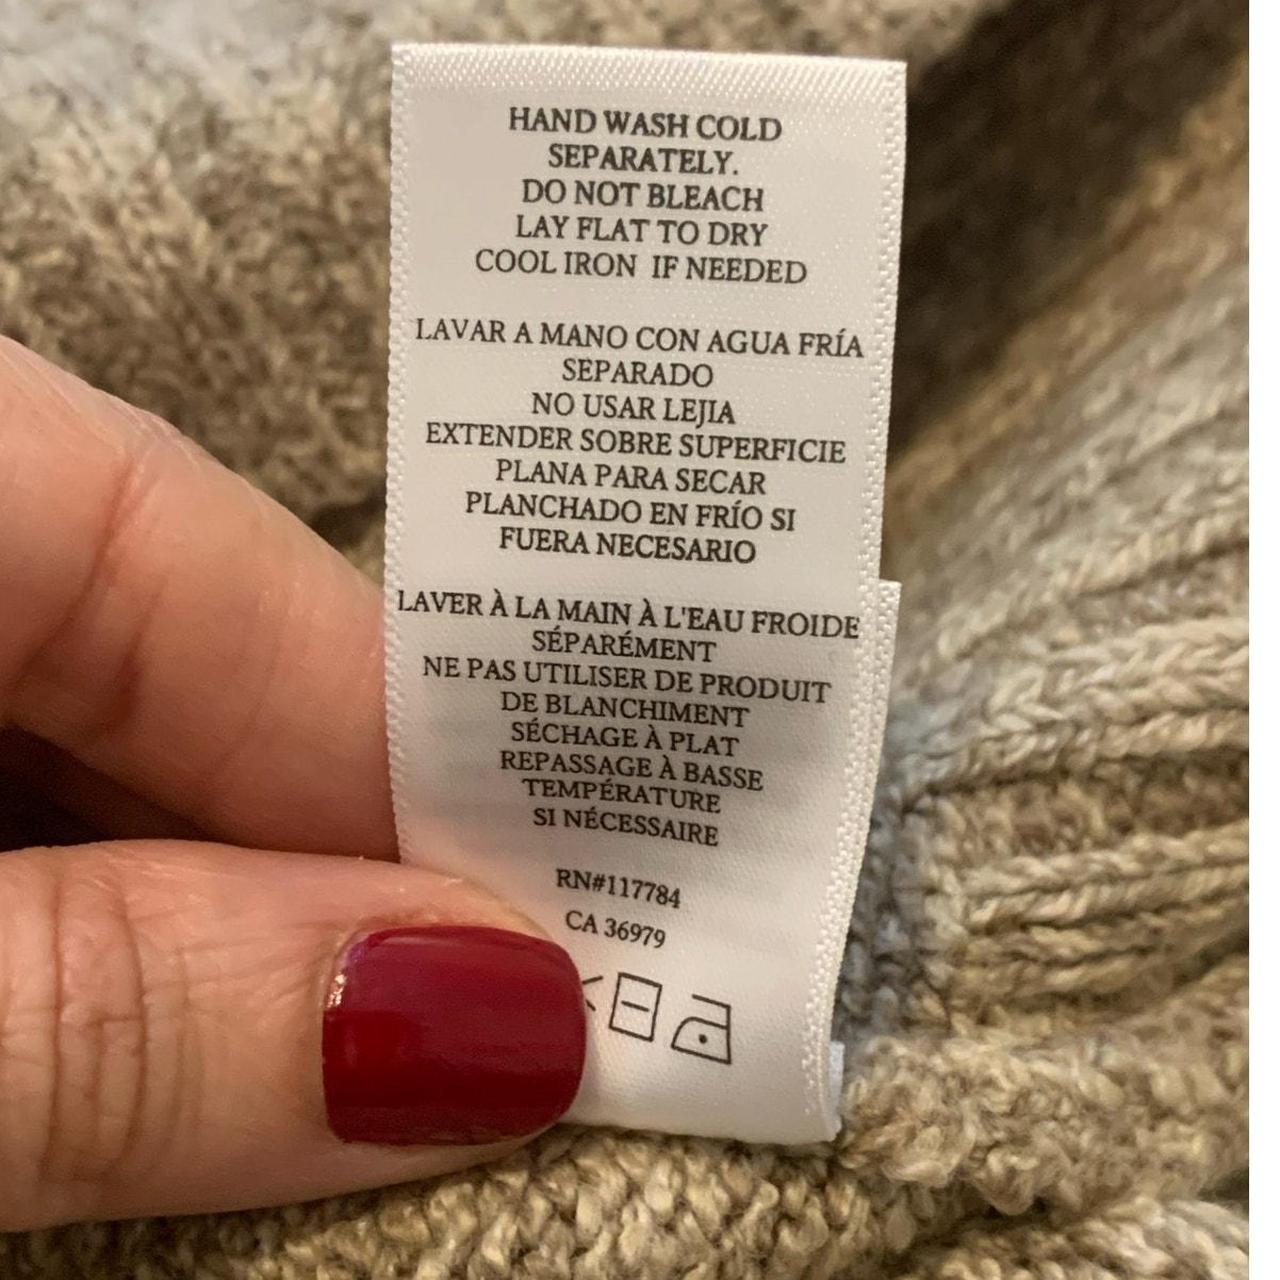 HAND WASH COLD
SEPARATELY.
DO NOT BLEACH
LAY FLAT TO DRY
COOL IRON IF NEEDED
LAVAR A MANO CON AGUA FRÍA
SEPARADO
NO USAR LEJIA
EXTENDER SOBRE SUPERFICIE
PLANA PARA SECAR
PLANCHADO EN FRÍO SI
FUERA NECESARIO
LAVER À LA MAIN À L'EAU FROIDE
SÉPARÉMENT
NE PAS UTILISER DE PRODUIT
DE BLANCHIMENT
SÉCHAGE À PLAT
REPASSAGE À BASSE
TEMPÉRATURE
SI NÉCESSAIRE
RN#117784
CA 36979